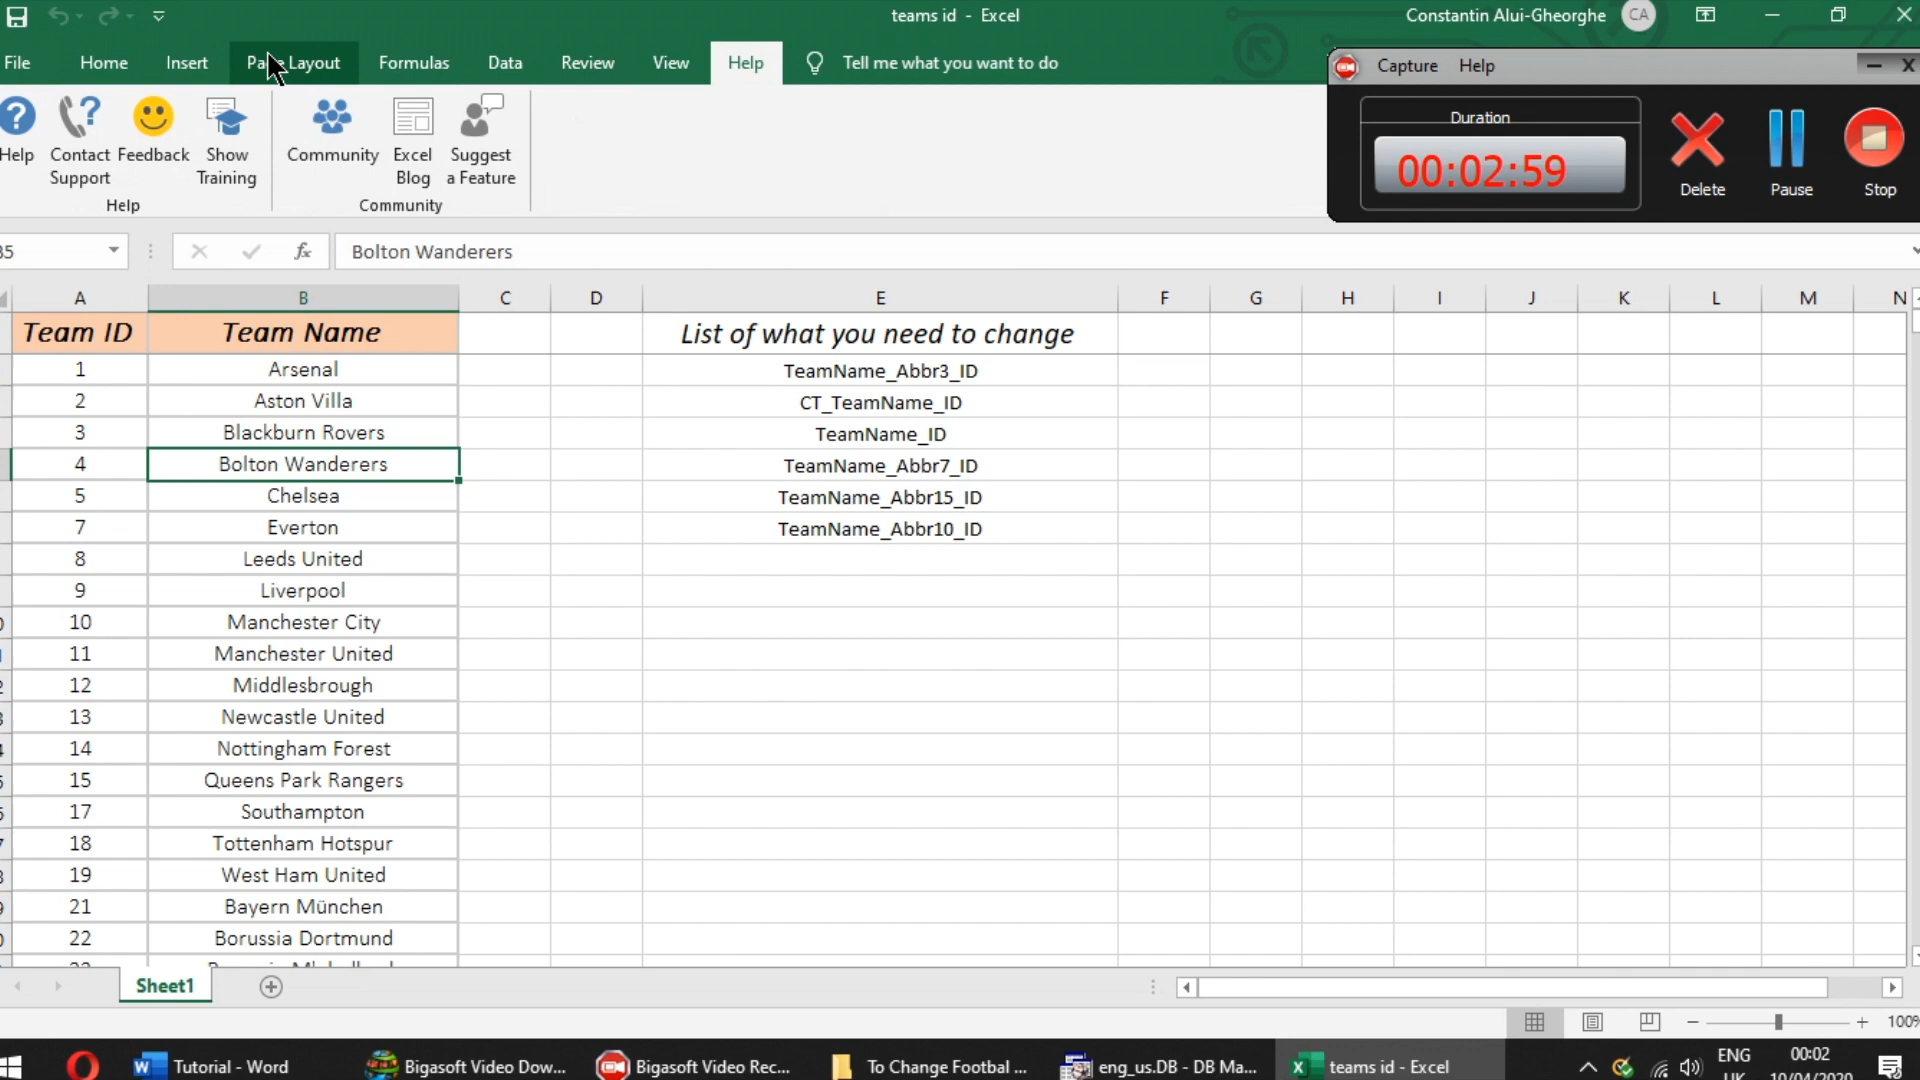 teams id - Excel
Constantin Alui-Gheorghe CA
File Home Insert Page Layout Formulas Data Review View Help Tell me what you want to do
Capture Help X
Duration
00:02:59
Delete Pause Stop
Help Contact Support Feedback Show Training
Community Excel Blog Suggest a Feature
Help Community
fx Bolton Wanderers
A B C D E F G H I J K L M N
Team ID Team Name List of what you need to change
1 Arsenal TeamName_Abbr3_ID
2 Aston Villa CT_TeamName_ID
3 Blackburn Rovers TeamName_ID
4 Bolton Wanderers TeamName_Abbr7_ID
5 Chelsea TeamName_Abbr15_ID
7 Everton TeamName_Abbr10_ID
8 Leeds United
9 Liverpool
10 Manchester City
11 Manchester United
12 Middlesbrough
13 Newcastle United
14 Nottingham Forest
15 Queens Park Rangers
17 Southampton
18 Tottenham Hotspur
19 West Ham United
21 Bayern München
22 Borussia Dortmund
Sheet1
100%
Tutorial - Word Bigasoft Video Dow... Bigasoft Video Rec... To Change Footbal ... eng_us.DB - DB Ma... teams id - Excel ENG 00:02
UK 10/04/2020